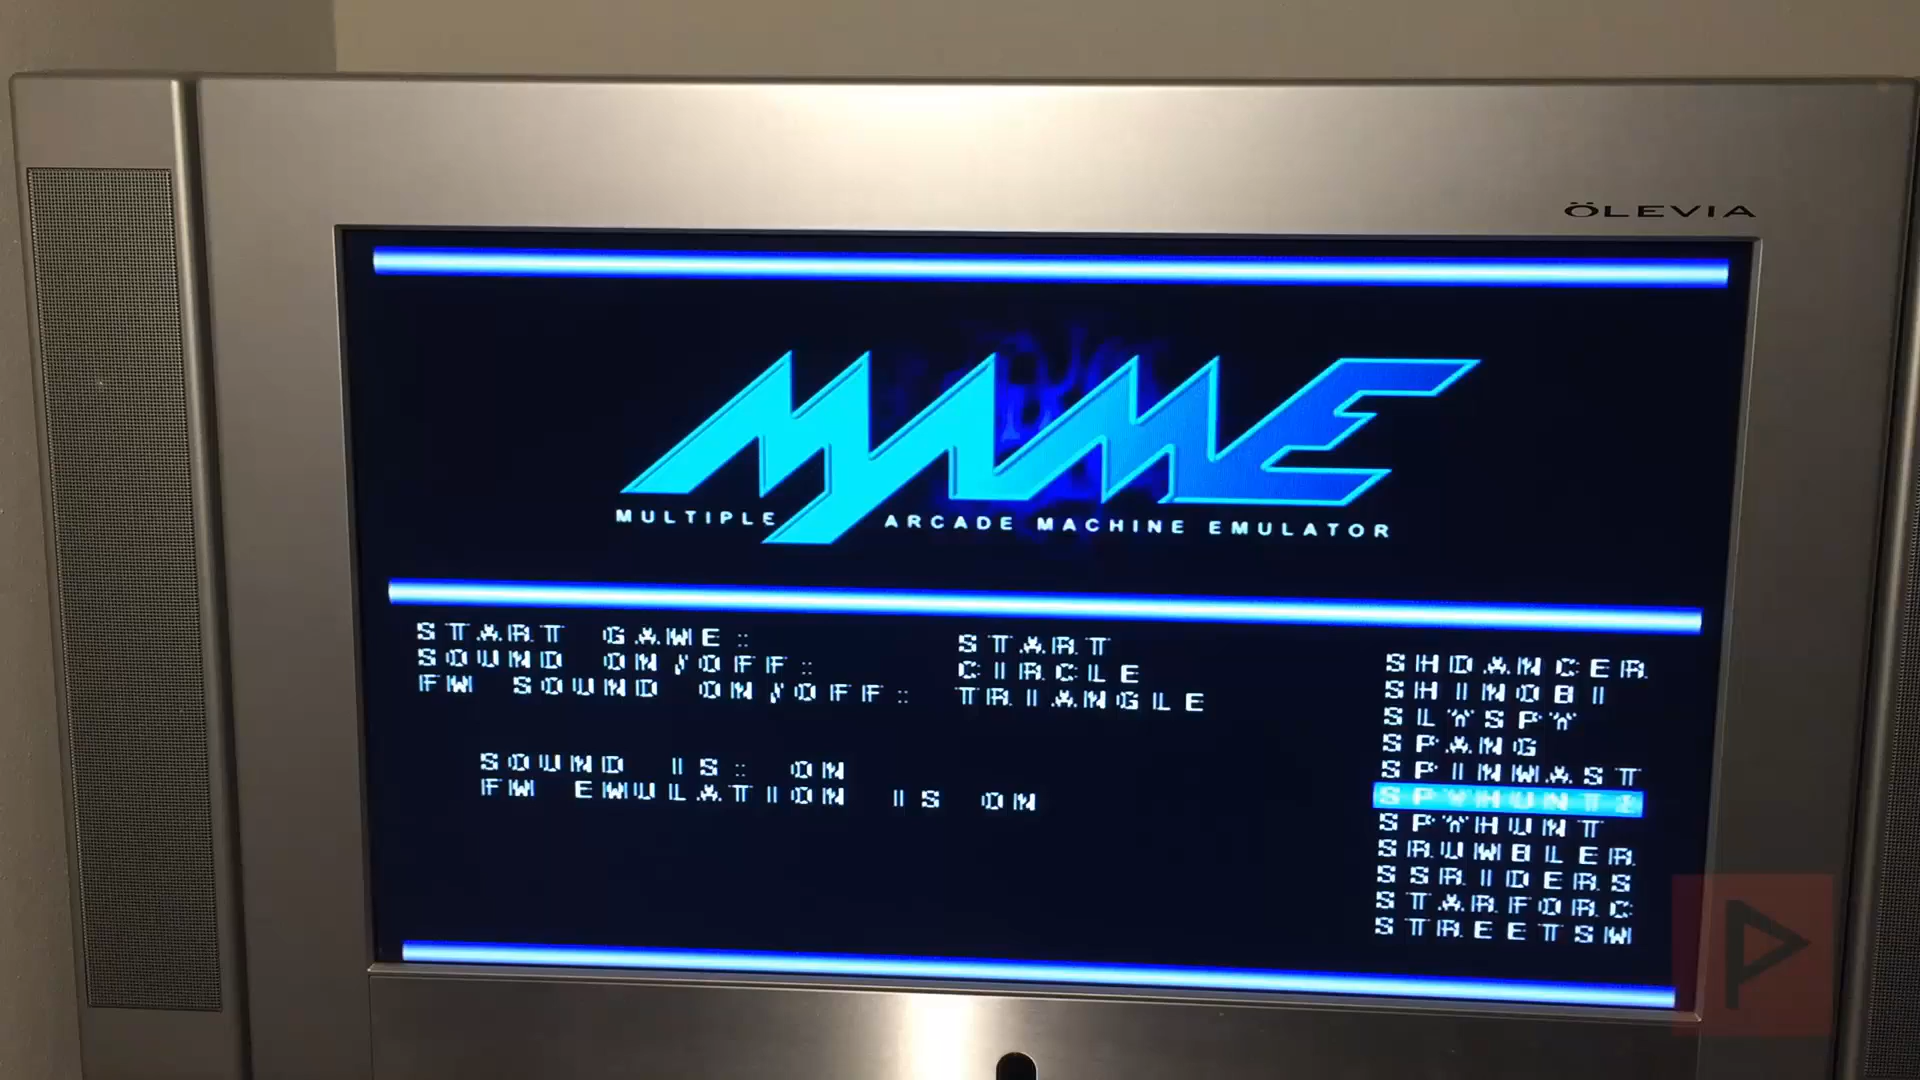 ÖLEVIA
MAME
MULTIPLE ARCADE MACHINE EMULATOR
START GAME: START
SOUND ON/OFF: CIRCLE
FM SOUND ON/OFF: TRIANGLE
SOUND IS: ON
FM EMULATION IS ON
SHDANCER
SHINOBI
SLYSPY
SPANG
SPINMAST
SPYHUNT2
SPYHUNT
SRUMBLER
SSRIDERS
STARFORC
STREETSM
P